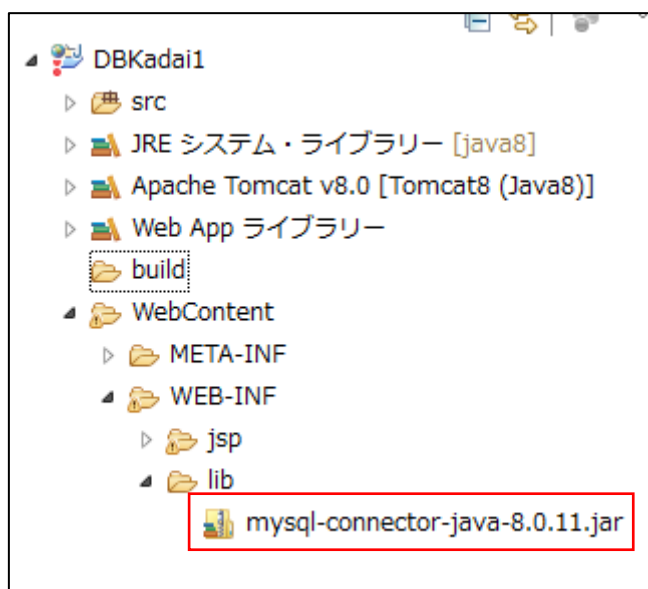 DBKadai1
src
JRE システム・ライブラリー [java8]
Apache Tomcat v8.0 [Tomcat8 (Java8)]
Web App ライブラリー
build
WebContent
META-INF
WEB-INF
jsp
lib
mysql-connector-java-8.0.11.jar